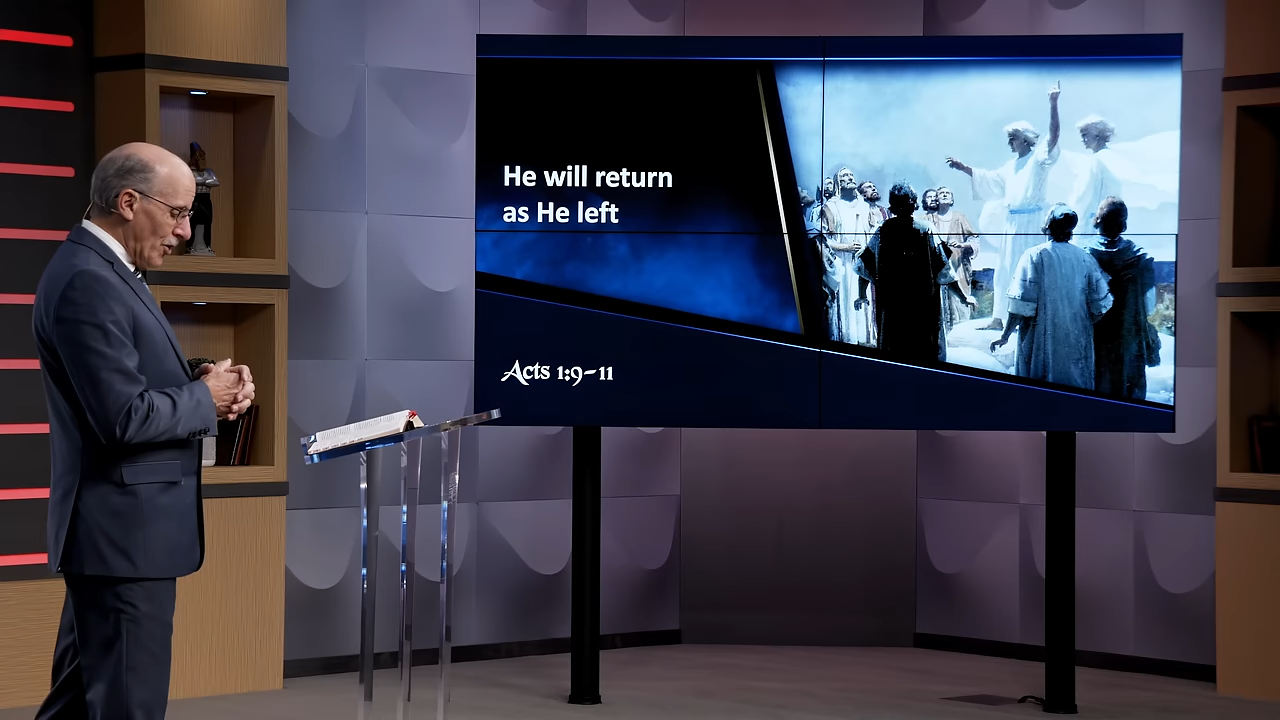 He will return
as He left
Acts 1:9-11